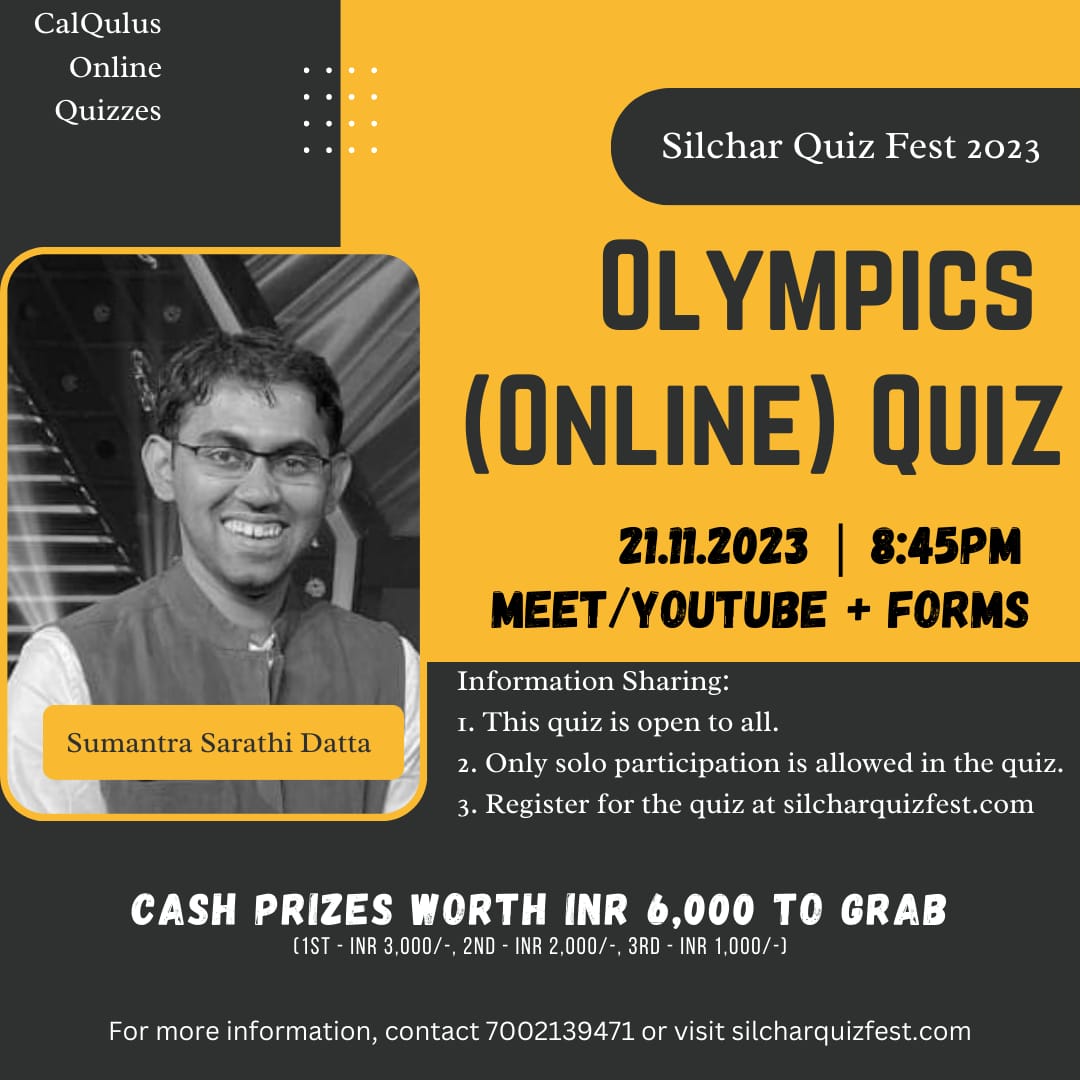 CalQulus
Online
Quizzes
Silchar Quiz Fest 2023
OLYMPICS
(ONLINE) QUIZ
21.11.2023 | 8:45PM
MEET/YOUTUBE + FORMS
Sumantra Sarathi Datta
Information Sharing:
1. This quiz is open to all.
2. Only solo participation is allowed in the quiz.
3. Register for the quiz at silcharquizfest.com
CASH PRIZES WORTH INR 6,000 TO GRAB
(1ST - INR 3,000/-, 2ND - INR 2,000/-, 3RD - INR 1,000/-)
For more information, contact 7002139471 or visit silcharquizfest.com